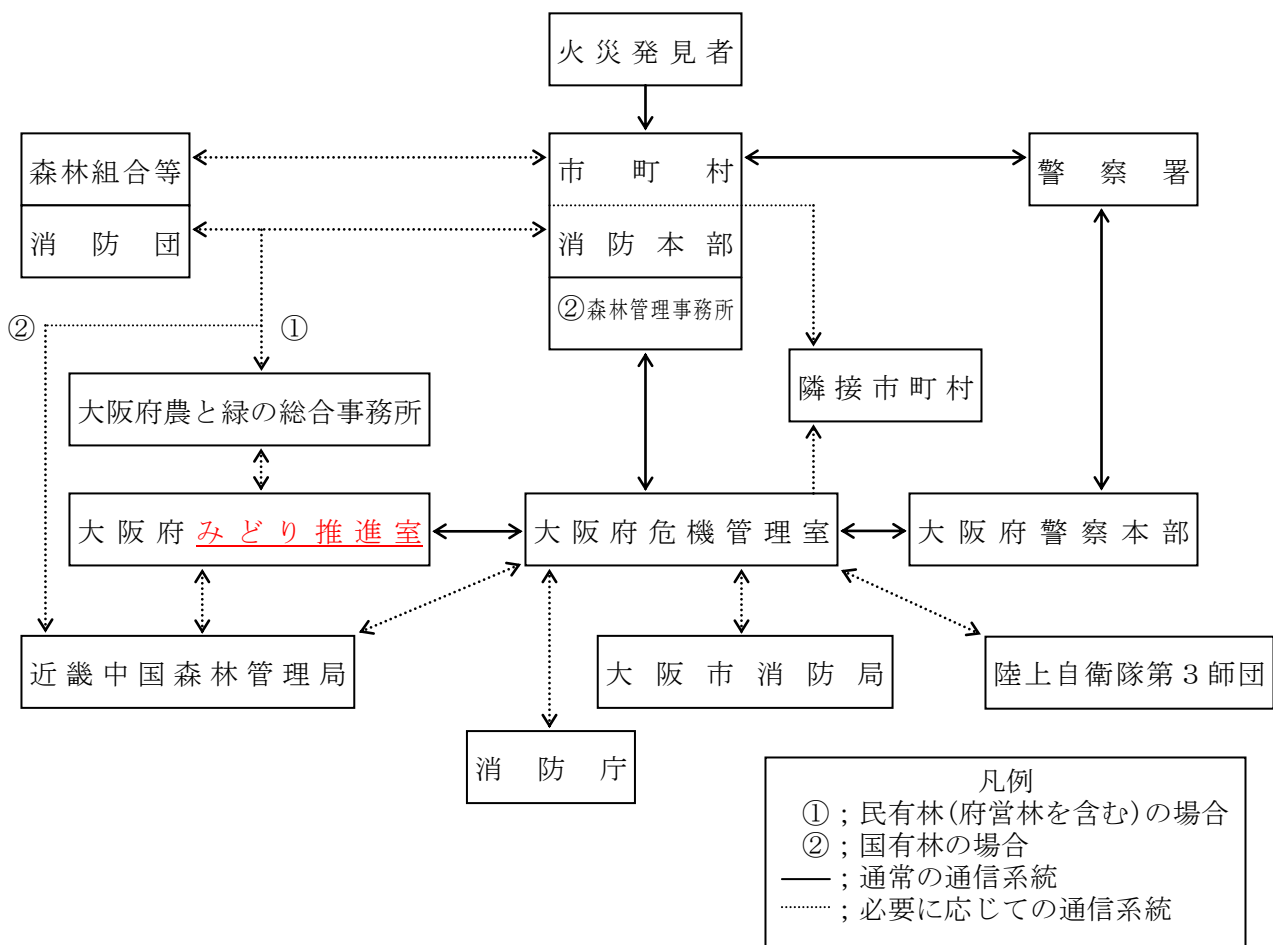 火災発見者
森林組合等
市町村
警察署
消防団
消防本部
②森林管理事務所
②
①
隣接市町村
大阪府農と緑の総合事務所
大阪府みどり推進室
大阪府危機管理室
大阪府警察本部
近畿中国森林管理局
大阪市消防局
陸上自衛隊第3師団
消防庁
凡例
①;民有林(府営林を含む)の場合
②;国有林の場合
;通常の通信系統
;必要に応じての通信系統